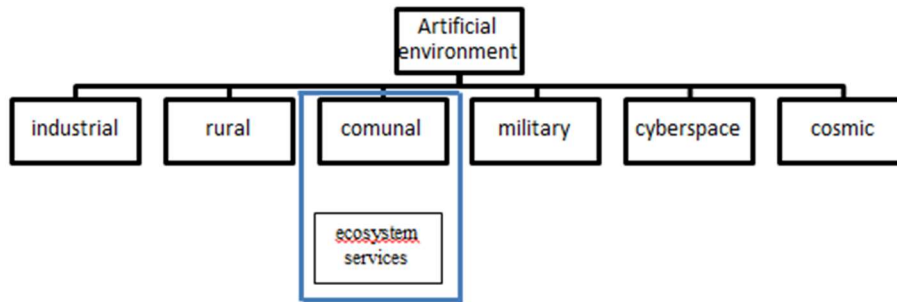 Artificial
environment
industrial
rural
comunal
military
cyberspace
cosmic
ecosystem
services